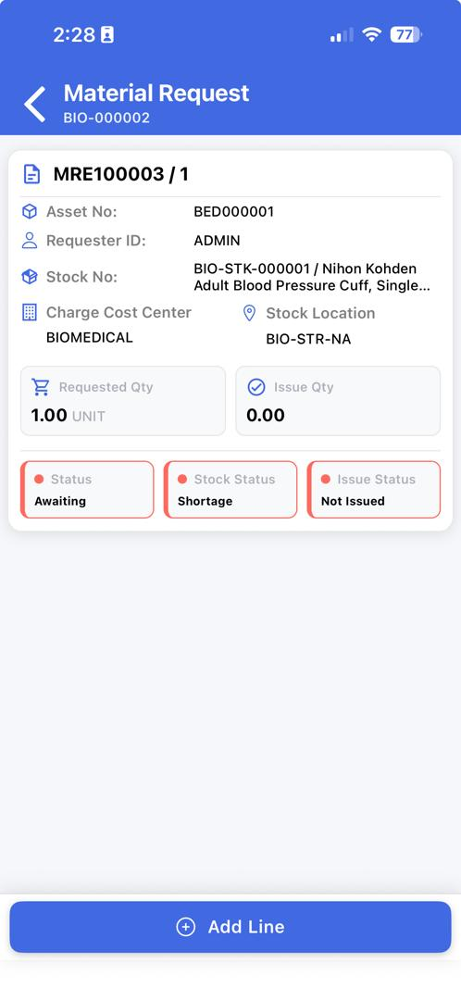 2:28
77
Material Request
BIO-000002
MRE100003 / 1
Asset No: BED000001
Requester ID: ADMIN
Stock No: BIO-STK-000001 / Nihon Kohden
Adult Blood Pressure Cuff, Single...
Charge Cost Center Stock Location
BIOMEDICAL BIO-STR-NA
Requested Qty Issue Qty
1.00 UNIT 0.00
Status Stock Status Issue Status
Awaiting Shortage Not Issued
Add Line